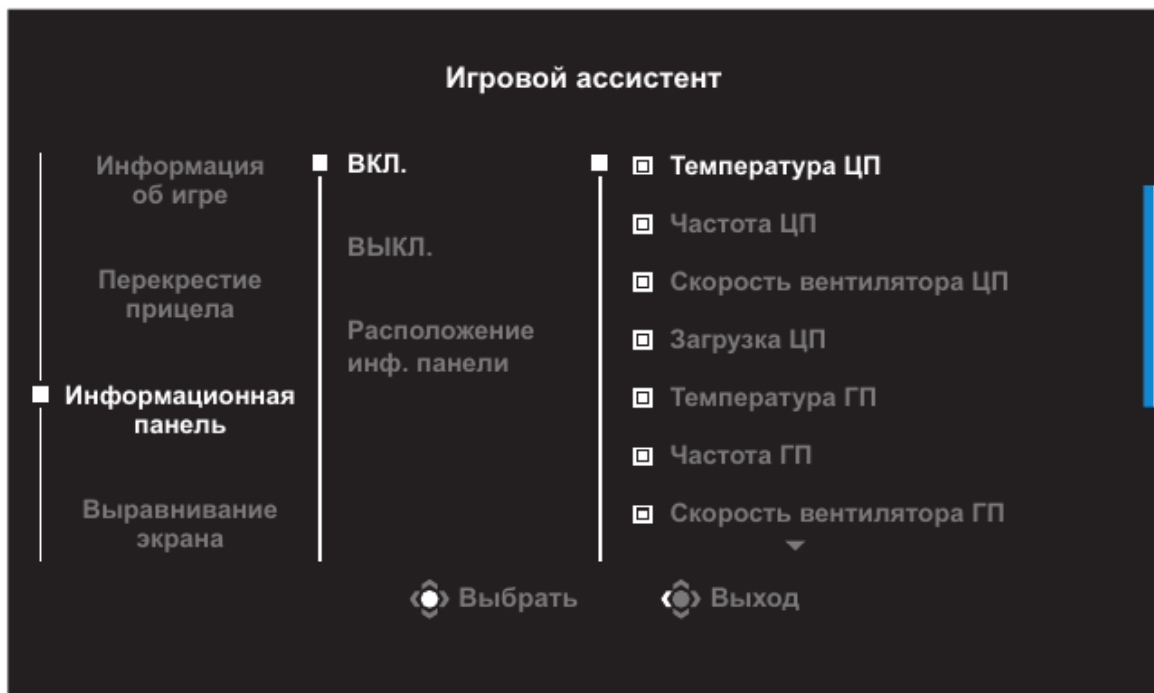 Игровой ассистент
Информация
об игре
Перекрестие
прицела
Информационная
панель
Выравнивание
экрана
ВКЛ.
ВЫКЛ.
Расположение
инф. панели
Температура ЦП
Частота ЦП
Скорость вентилятора ЦП
Загрузка ЦП
Температура ГП
Частота ГП
Скорость вентилятора ГП
Выбрать
Выход